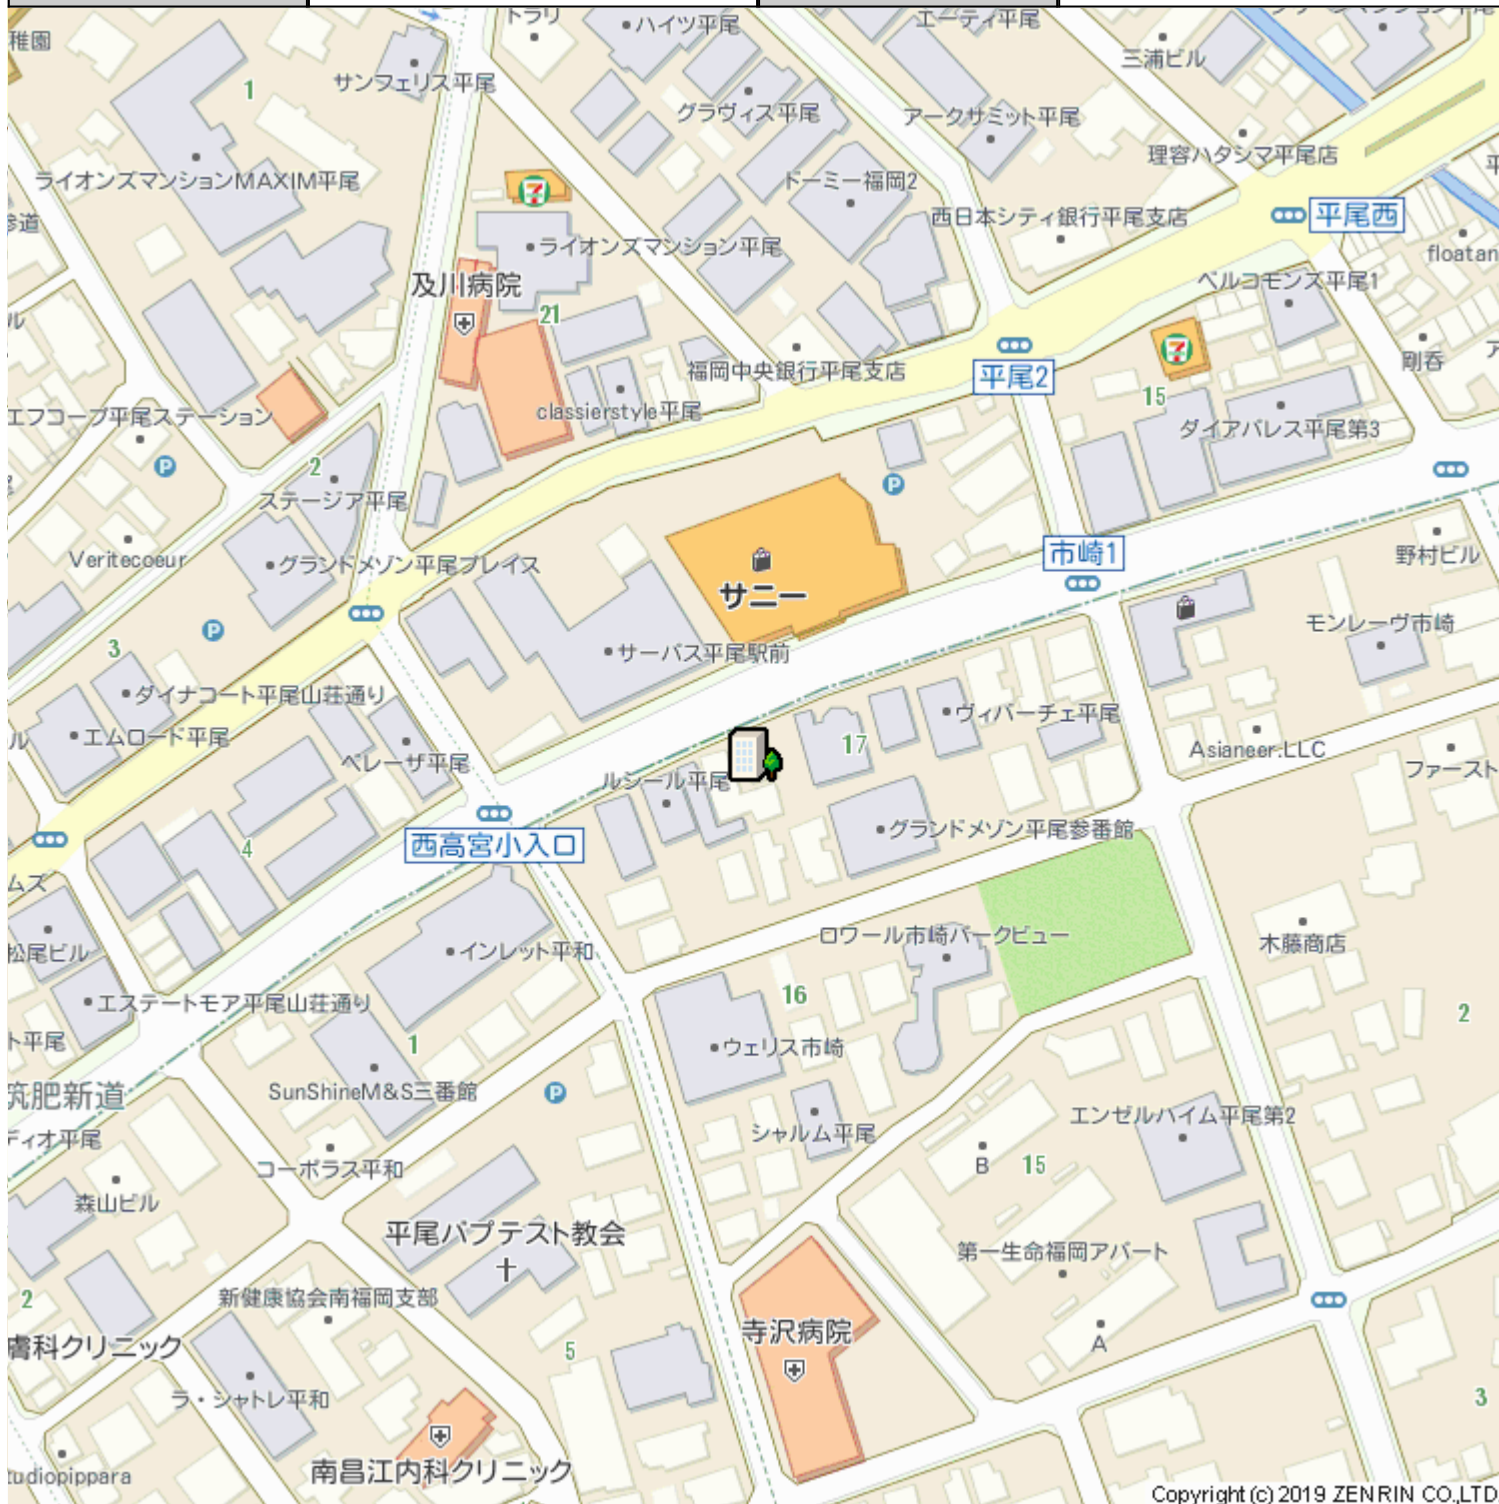 トラリ
ハイツ平尾
エーティ平尾
稚園
サンフェリス平尾
三浦ビル
1
グラヴィス平尾
アークサミット平尾
理容ハタシマ平尾店
ライオンズマンションMAXIM平尾
7
ドーミー福岡2
西日本シティ銀行平尾支店
平尾西
参道
ライオンズマンション平尾
floatan
及川病院
ベルコモンズ平尾1
ル
21
平尾2
7
剛呑
ア
福岡中央銀行平尾支店
15
エフコープ平尾ステーション
classierstyle平尾
ダイアパレス平尾第3
P
2
ステージア平尾
P
Veritecoeur
グランドメゾン平尾プレイス
市崎1
野村ビル
サニー
P
モンレーヴ市崎
3
サーパス平尾駅前
ダイナコート平尾山荘通り
ヴィバーチェ平尾
ル
エムロード平尾
17
Asianeer.LLC
ペレーザ平尾
ルシール平尾
ファースト
グランドメゾン平尾参番館
西高宮小入口
4
ムズ
松尾ビル
インレット平和
ロワール市崎パークビュー
木藤商店
エステートモア平尾山荘通り
16
2
ト平尾
1
ウェリス市崎
筑肥新道
SunShineM&S三番館
P
エンゼルハイム平尾第2
ディオ平尾
シャルム平尾
コーポラス平和
B
15
森山ビル
平尾バプテスト教会
第一生命福岡アパート
2
新健康協会南福岡支部
寺沢病院
膚科クリニック
5
A
ラ・シャトレ平和
3
南昌江内科クリニック
tudiopippara
Copyright (c) 2019 ZENRIN CO.,LTD